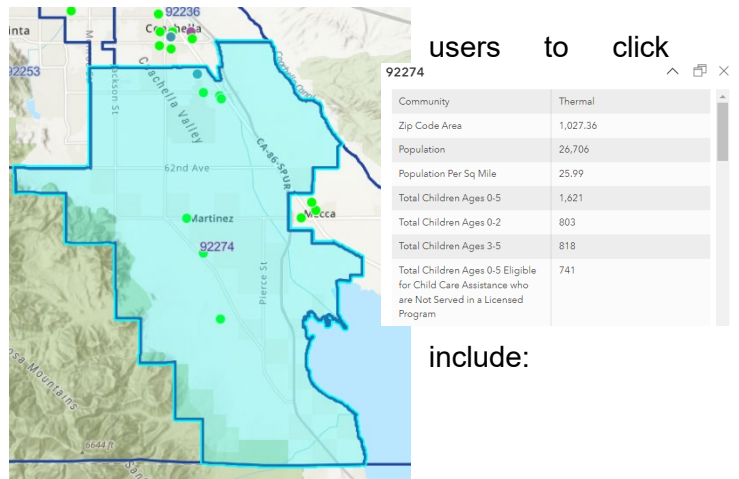 92236
Coachella
92253
Jackson St
Coachella Valley
CA-86-SPUR
62nd Ave
Martinez
Mecca
92274
Pierce St
6644 ft
users to click
92274
Community Thermal
Zip Code Area 1,027.36
Population 26,706
Population Per Sq Mile 25.99
Total Children Ages 0-5 1,621
Total Children Ages 0-2 803
Total Children Ages 3-5 818
Total Children Ages 0-5 Eligible 741
for Child Care Assistance who
are Not Served in a Licensed
Program
include: